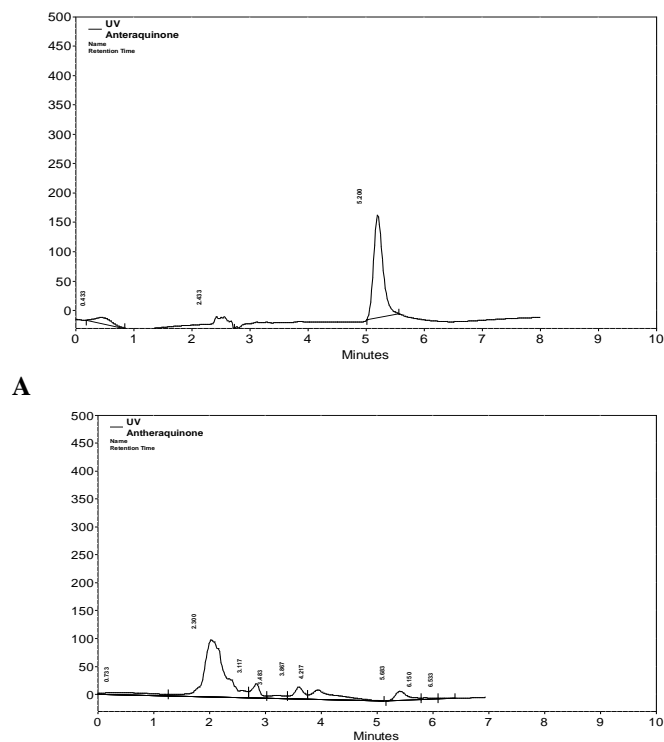 500
UV
Anteraquinone
Name
Retention Time
450
400
350
300
250
200
5.200
150
100
50
0.433
2.433
0
0 1 2 3 4 5 6 7 8 9 10
Minutes
A
500
UV
Antheraquinone
Name
Retention Time
450
400
350
300
250
200
150
2.300
100
50
0.733
3.117
3.483
3.867
4.217
5.683
6.150
6.533
0
0 1 2 3 4 5 6 7 8 9 10
Minutes